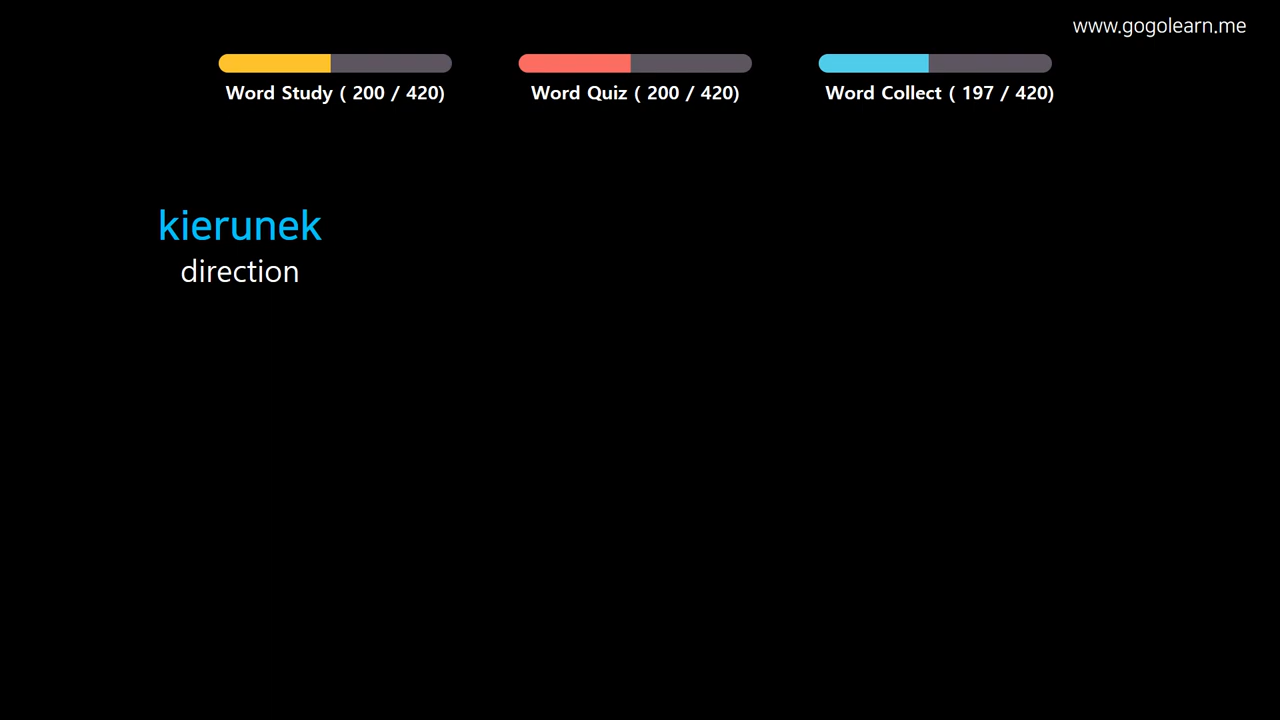 www.gogolearn.me
Word Study ( 200 / 420)
Word Quiz ( 200 / 420)
Word Collect ( 197 / 420)
kierunek
direction